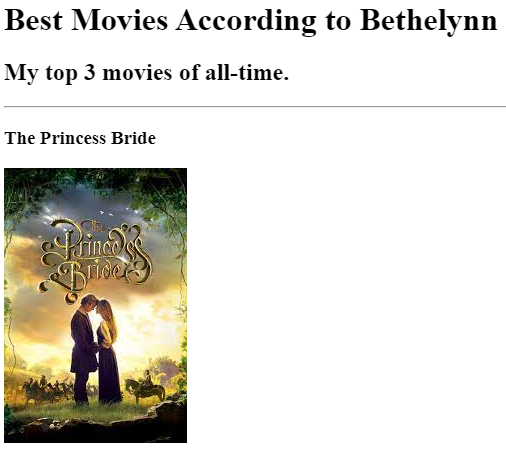 Best Movies According to Bethelynn
My top 3 movies of all-time.
The Princess Bride
The
Princess
Bride